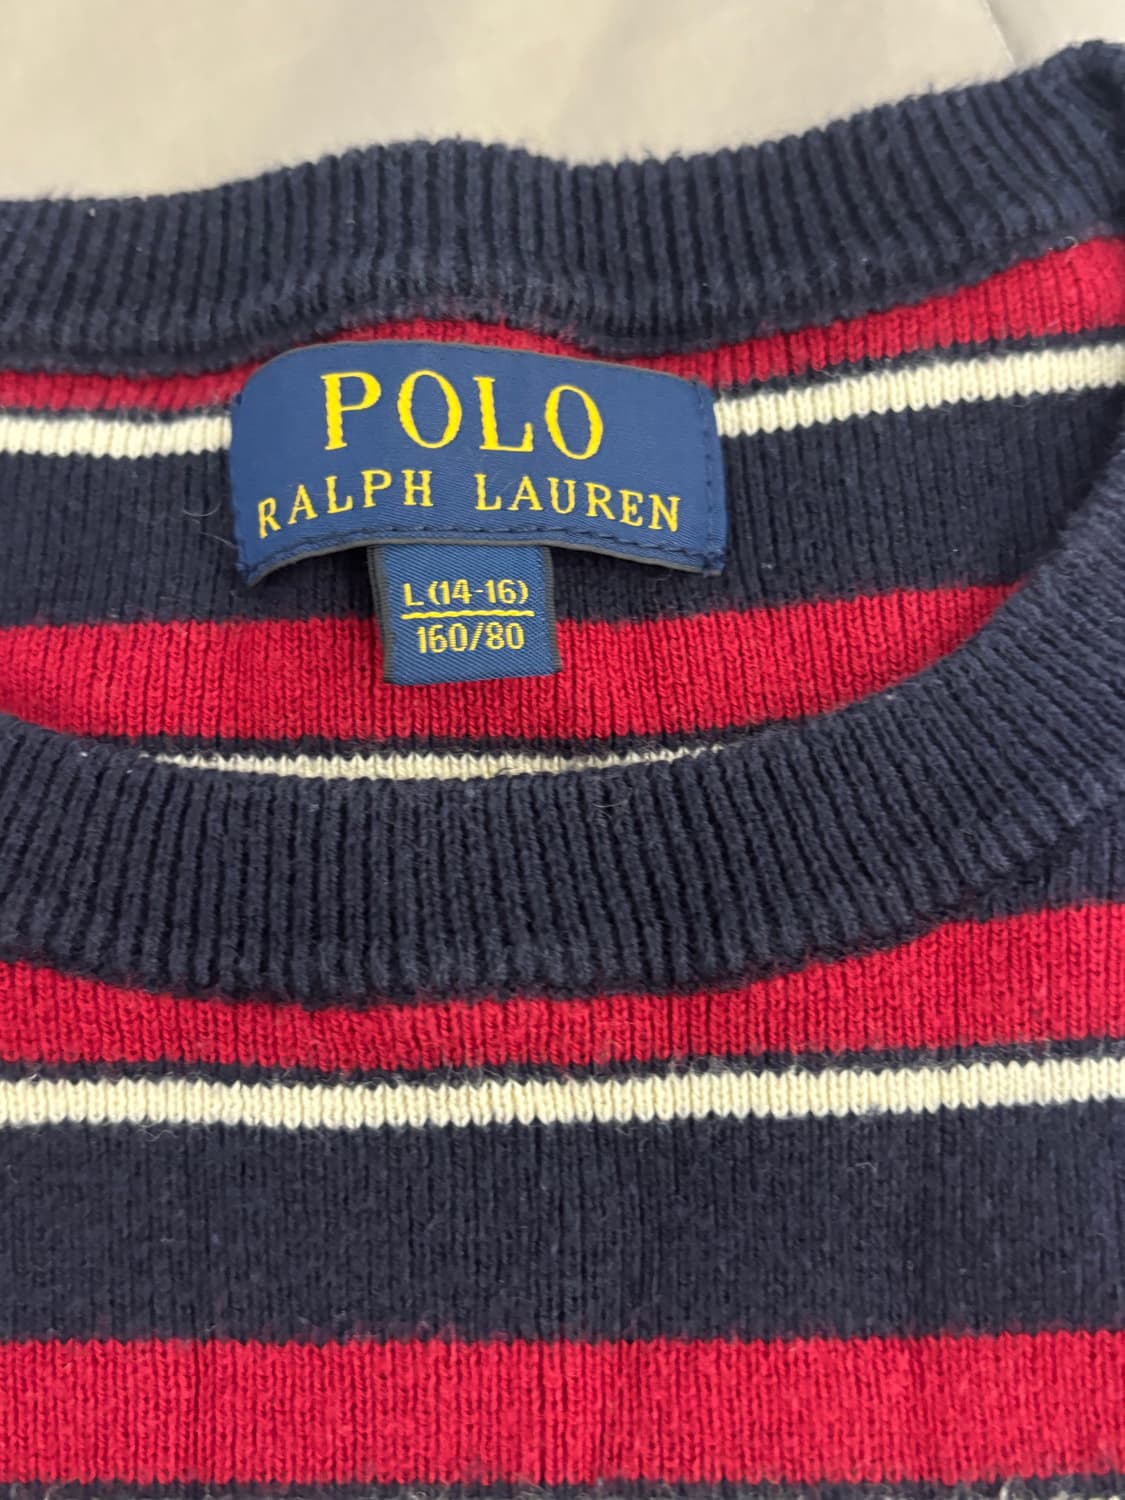 POLO
RALPH LAUREN
L (14-16)
160/80